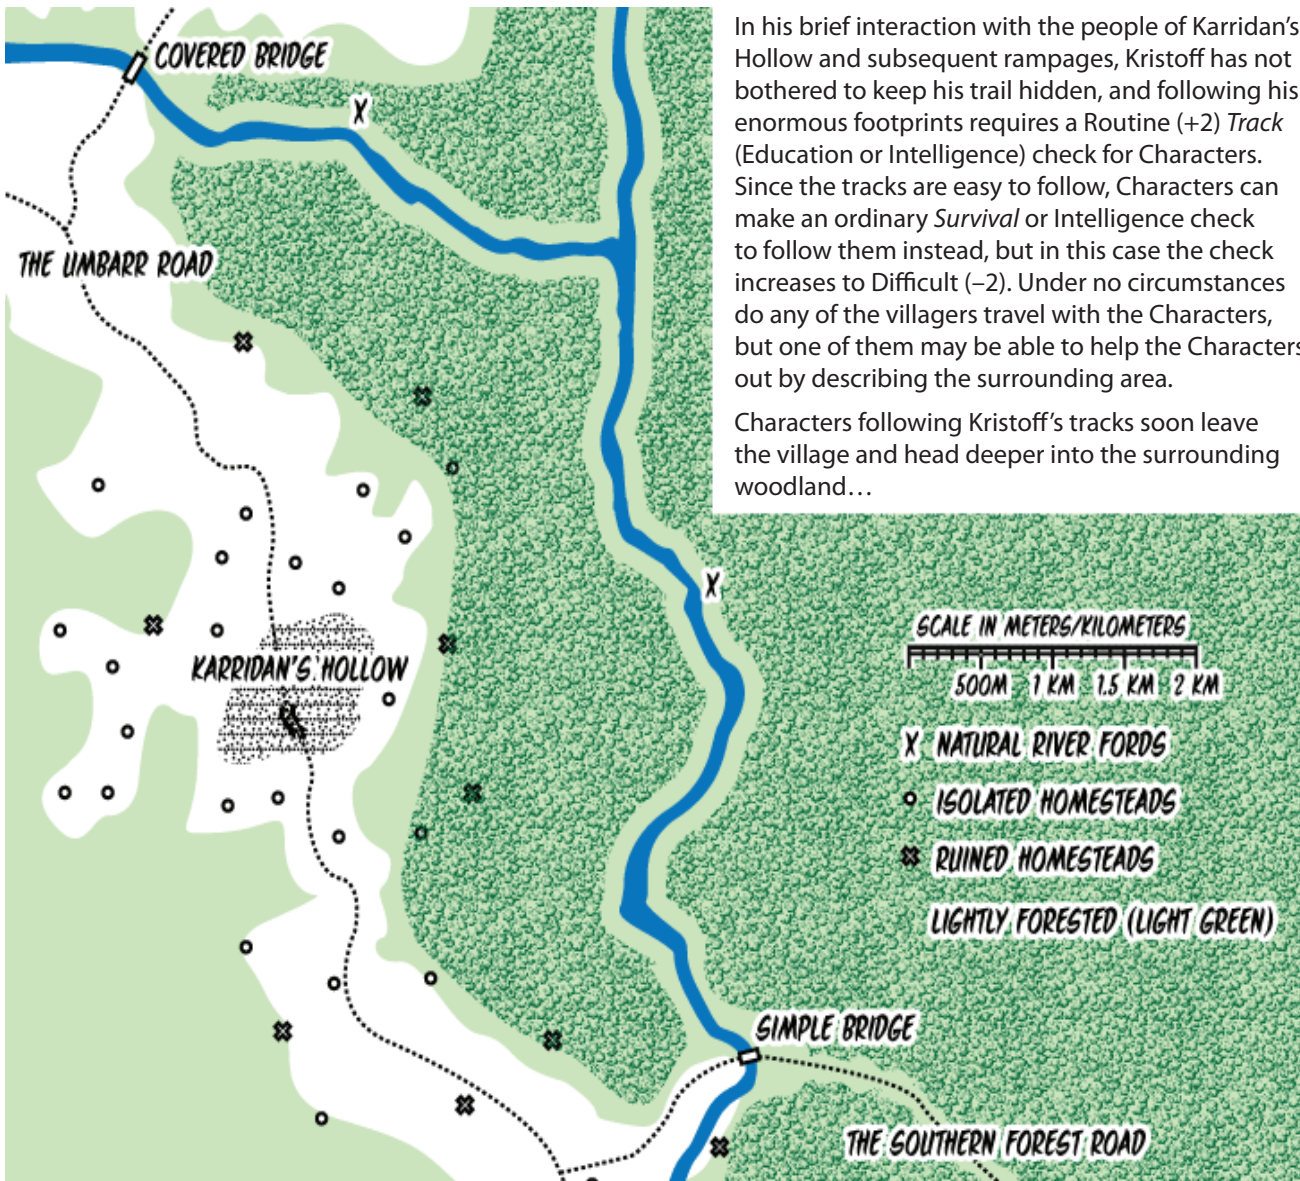 In his brief interaction with the people of Karridan’s
Hollow and subsequent rampages, Kristoff has not
bothered to keep his trail hidden, and following his
enormous footprints requires a Routine (+2) Track
(Education or Intelligence) check for Characters.
Since the tracks are easy to follow, Characters can
make an ordinary Survival or Intelligence check
to follow them instead, but in this case the check
increases to Difficult (–2). Under no circumstances
do any of the villagers travel with the Characters,
but one of them may be able to help the Characters
out by describing the surrounding area.
Characters following Kristoff’s tracks soon leave
the village and head deeper into the surrounding
woodland…
COVERED BRIDGE
X
THE UMBARR ROAD
X
KARRIDAN'S HOLLOW
SCALE IN METERS/KILOMETERS
500M 1 KM 1.5 KM 2 KM
X NATURAL RIVER FORDS
ISOLATED HOMESTEADS
RUINED HOMESTEADS
LIGHTLY FORESTED (LIGHT GREEN)
SIMPLE BRIDGE
THE SOUTHERN FOREST ROAD